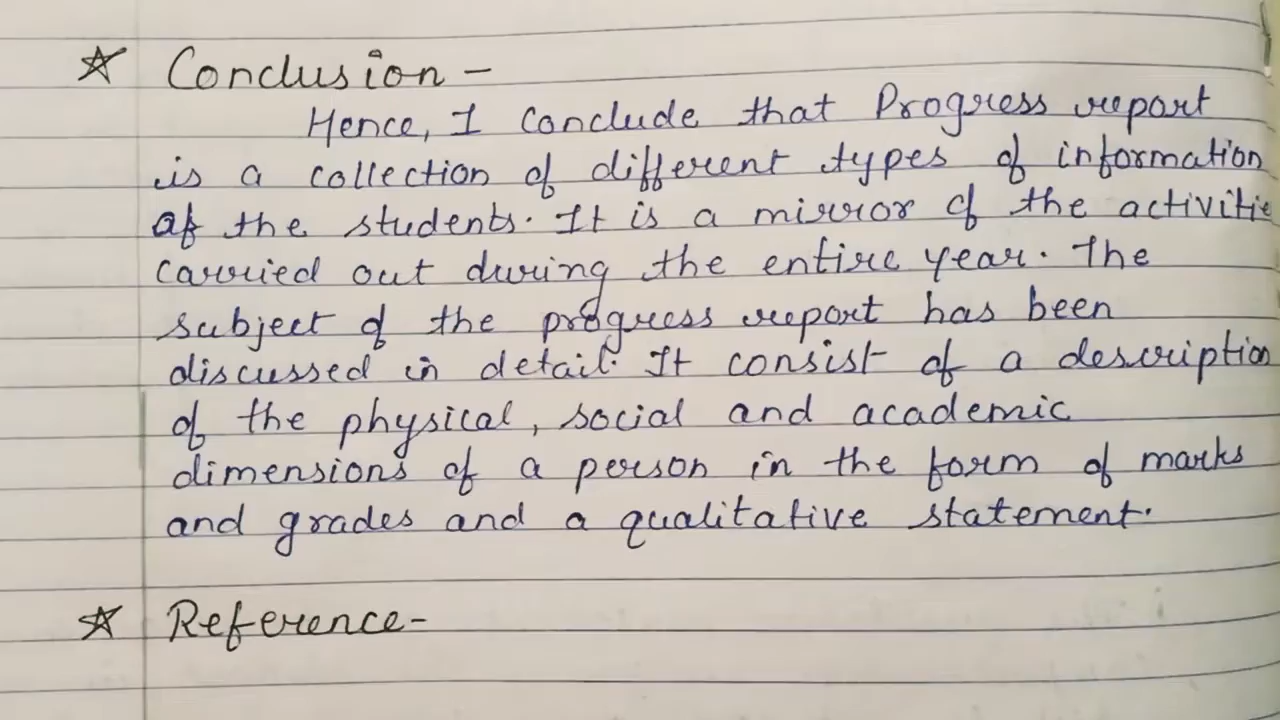 ☆ Conclusion -
Hence, I conclude that Progress report
is a collection of different types of information
of the students. It is a mirror of the activitie
carried out during the entire year. The
subject of the progress report has been
discussed in detail. It consist of a description
of the physical, social and academic
dimensions of a person in the form of marks
and grades and a qualitative statement.
☆ Reference-